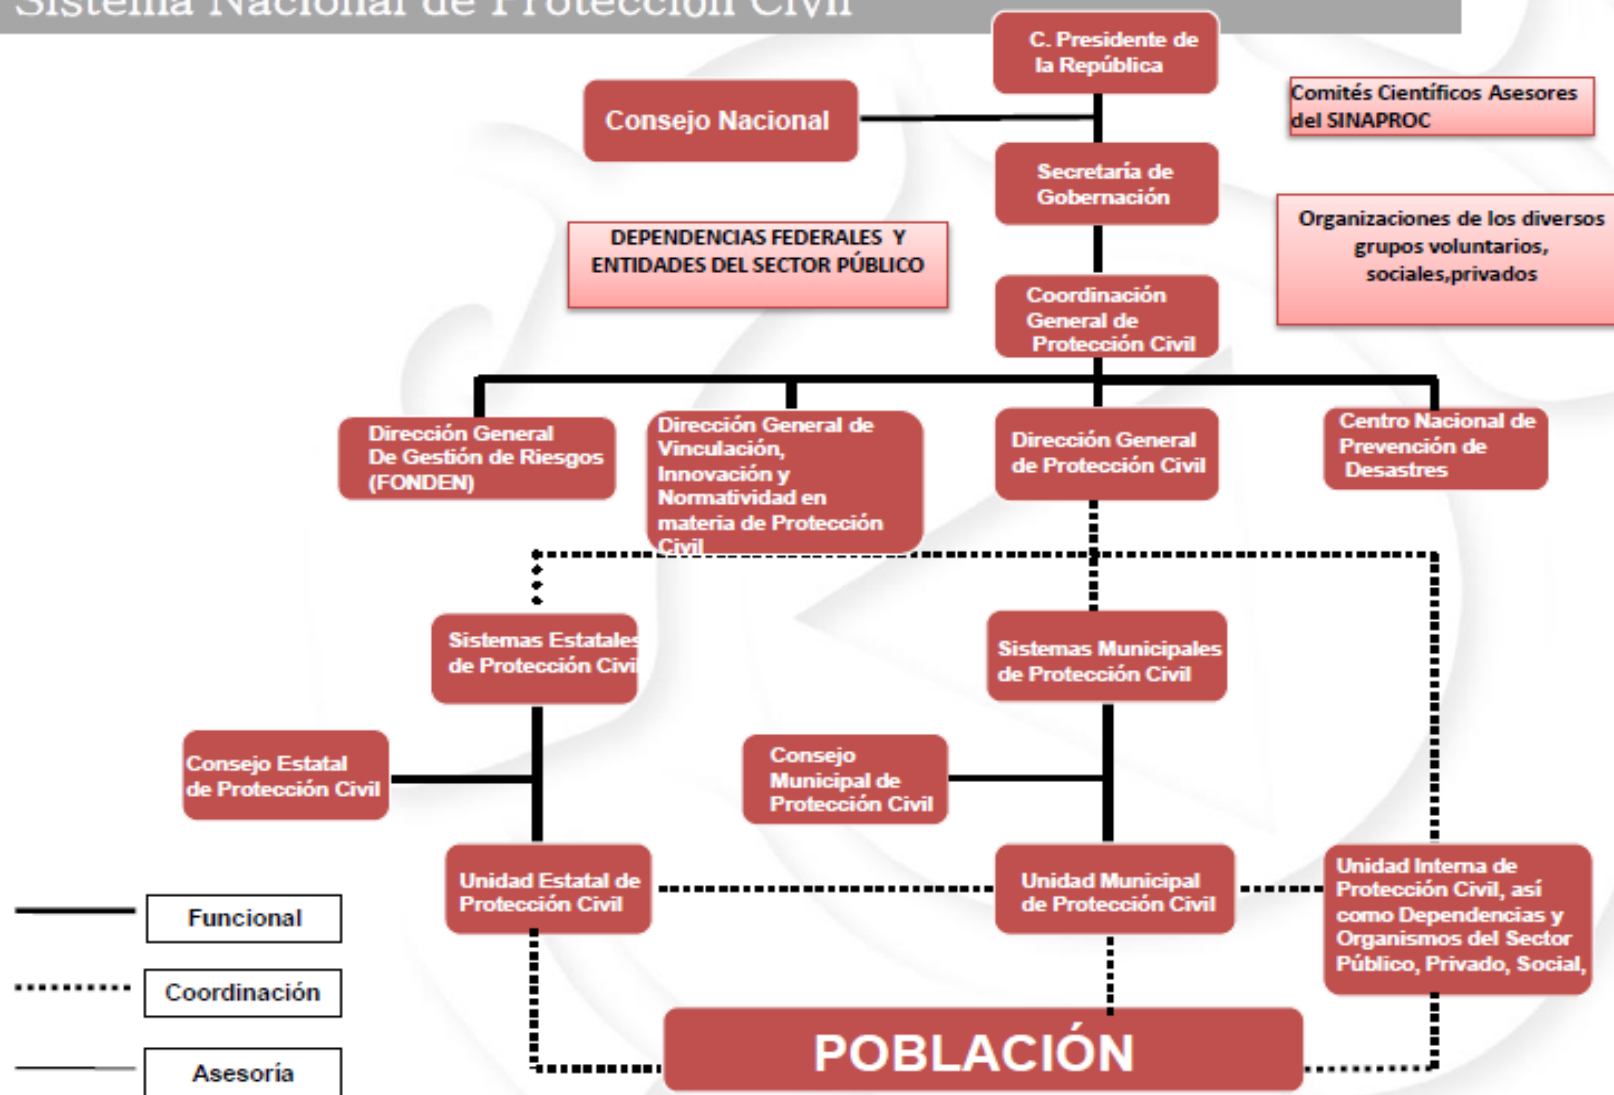 Sistema Nacional de Protección Civil
C. Presidente de
la República
Consejo Nacional
Comités Científicos Asesores
del SINAPROC
Secretaría de
Gobernación
DEPENDENCIAS FEDERALES Y
ENTIDADES DEL SECTOR PÚBLICO
Organizaciones de los diversos
grupos voluntarios,
sociales,privados
Coordinación
General de
Protección Civil
Dirección General
De Gestión de Riesgos
(FONDEN)
Dirección General de
Vinculación,
Innovación y
Normatividad en
materia de Protección
Civil
Dirección General
de Protección Civil
Centro Nacional de
Prevención de
Desastres
Sistemas Estatales
de Protección Civil
Sistemas Municipales
de Protección Civil
Consejo Estatal
de Protección Civil
Consejo
Municipal de
Protección Civil
Unidad Estatal de
Protección Civil
Unidad Municipal
de Protección Civil
Unidad Interna de
Protección Civil, así
como Dependencias y
Organismos del Sector
Público, Privado, Social,
Funcional
Coordinación
Asesoría
POBLACIÓN